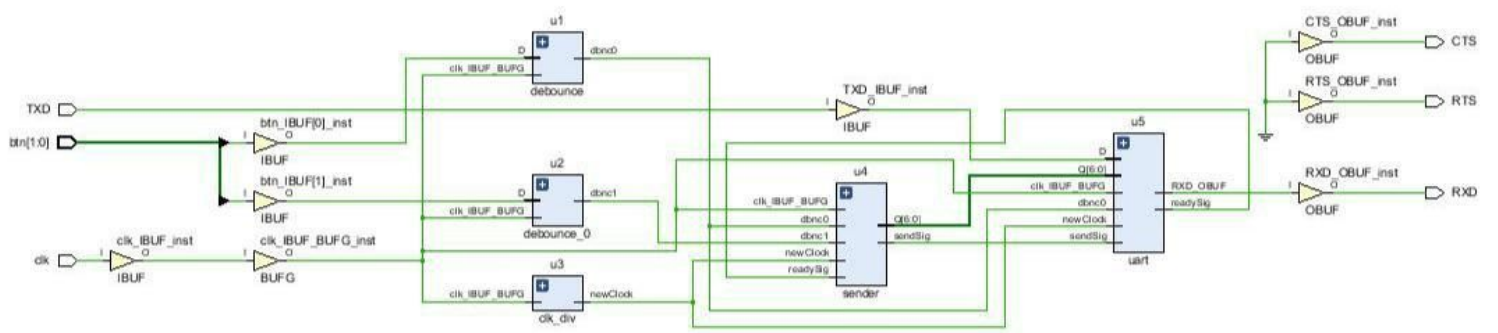 u1
D
clk_IBUF_BUFG
dbnc0
debounce
CTS_OBUF_inst
I
O
OBUF
CTS
RTS_OBUF_inst
I
O
OBUF
RTS
TXD
TXD_IBUF_inst
I
O
IBUF
btn[1:0]
btn_IBUF[0]_inst
I
O
IBUF
btn_IBUF[1]_inst
I
O
IBUF
u2
D
clk_IBUF_BUFG
dbnc1
debounce_0
clk
clk_IBUF_inst
I
O
IBUF
clk_IBUF_BUFG_inst
I
O
BUFG
u3
clk_IBUF_BUFG
newClock
clk_div
u4
clk_IBUF_BUFG
dbnc0
dbnc1
newClock
readySig
Q[6:0]
sendSig
sender
u5
D
Q[6:0]
clk_IBUF_BUFG
dbnc0
newClock
sendSig
RXD_OBUF
readySig
uart
RXD_OBUF_inst
I
O
OBUF
RXD